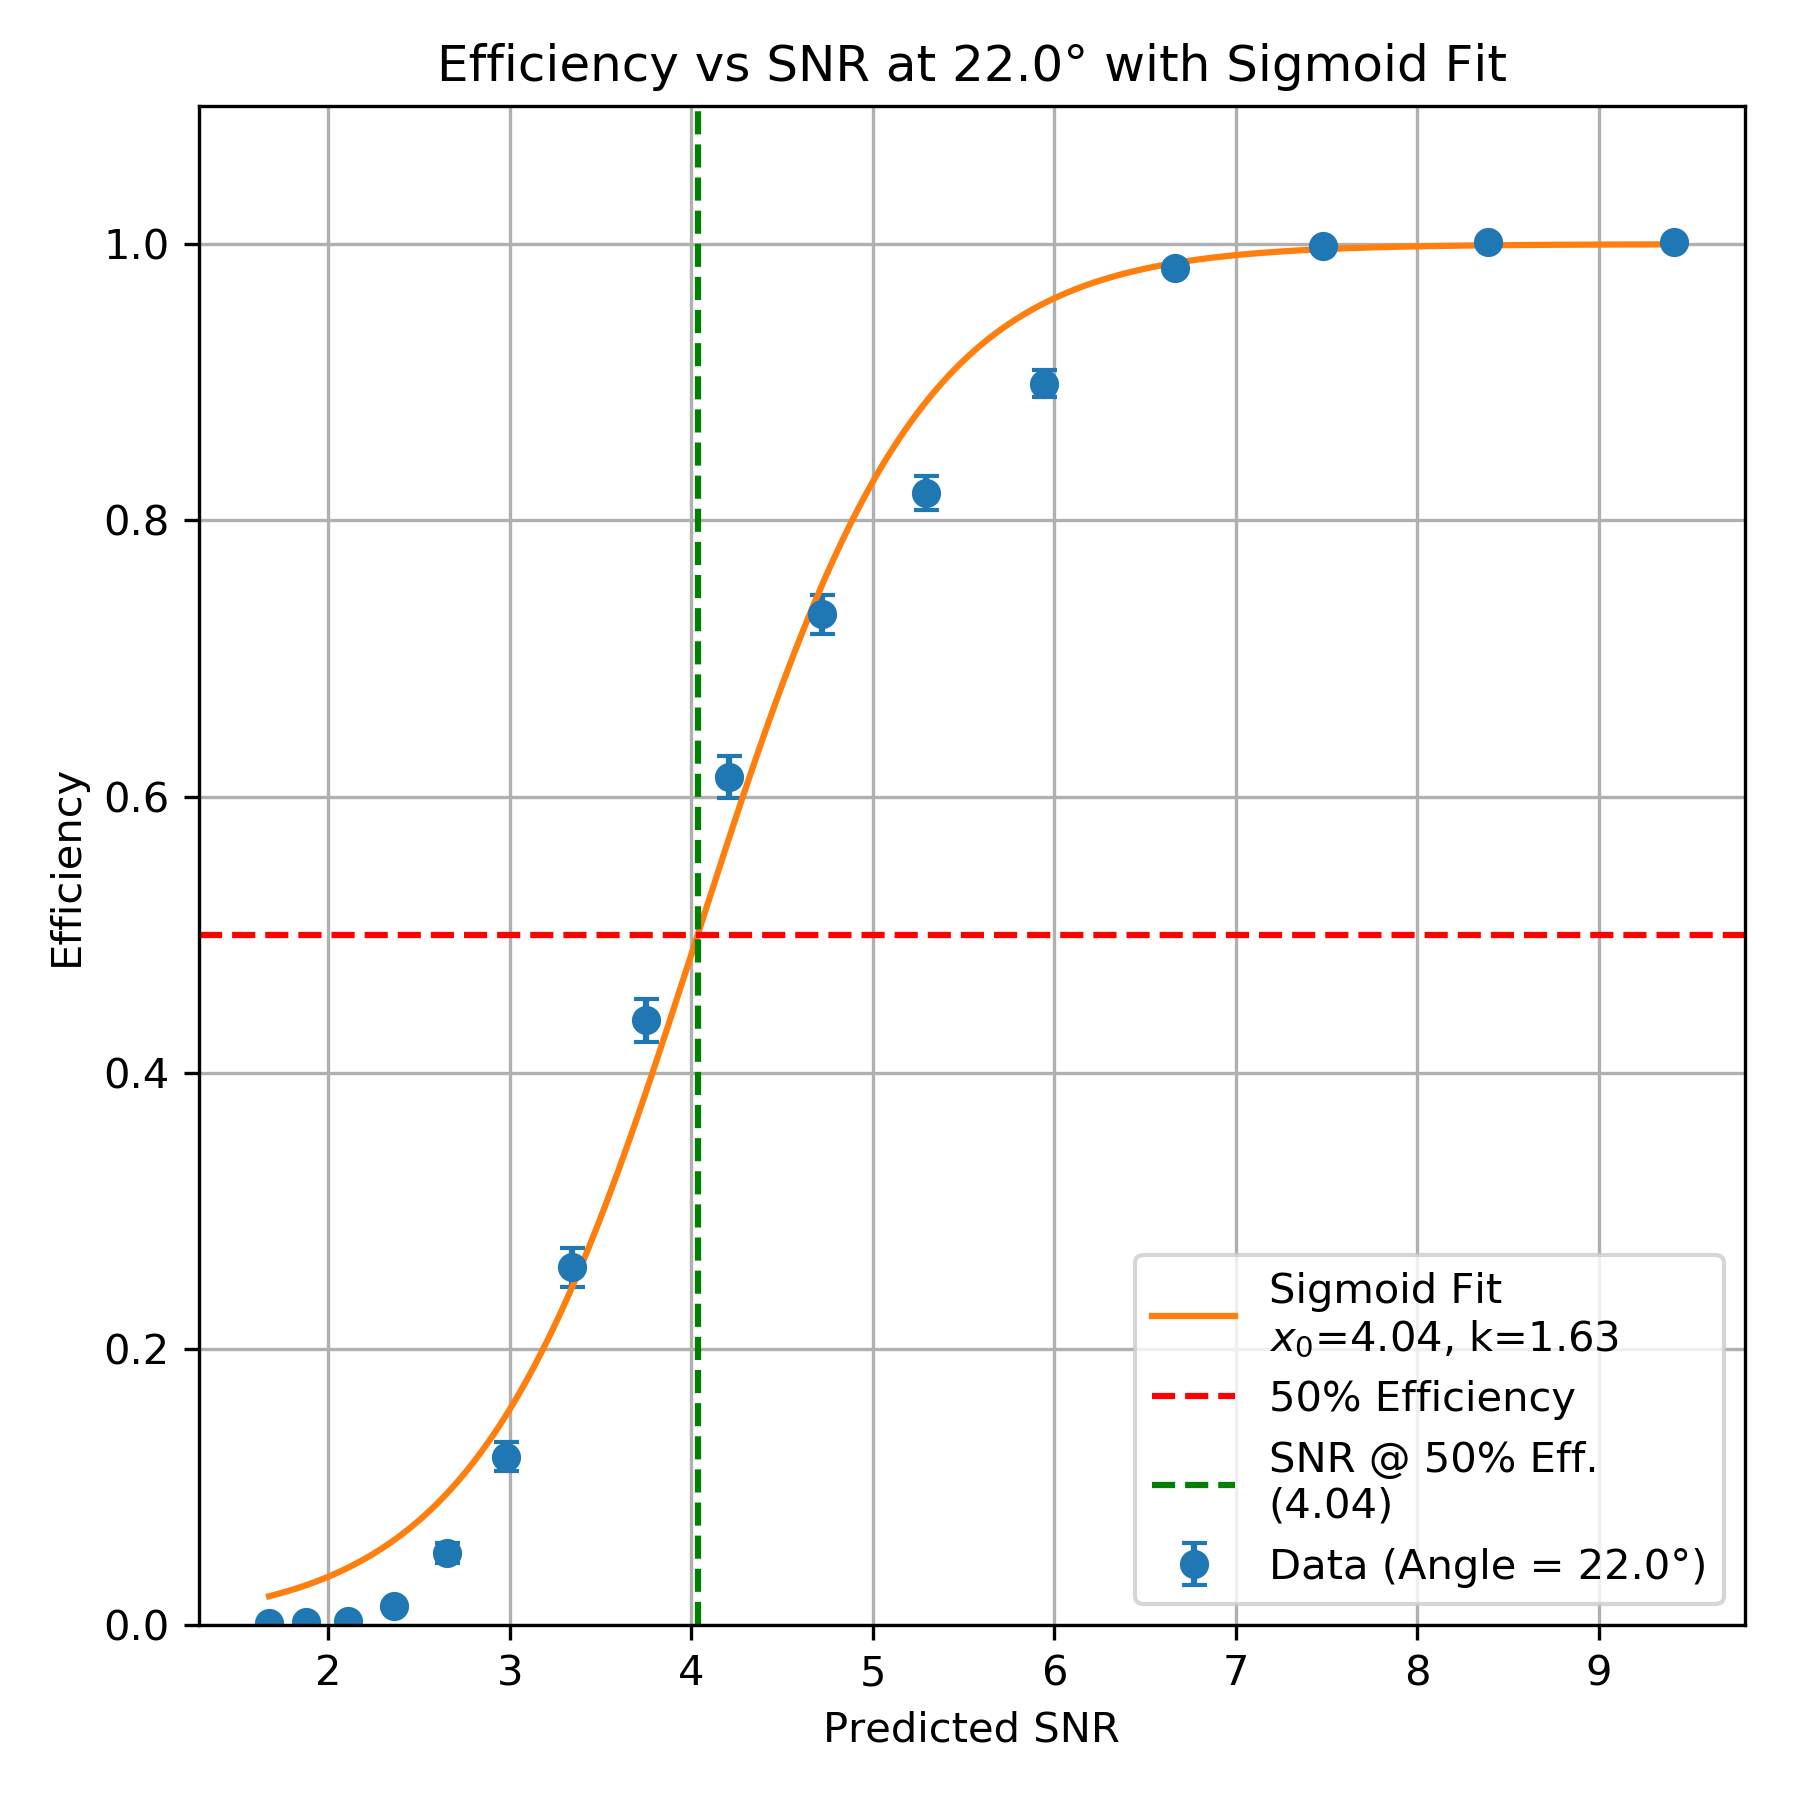 Efficiency vs SNR at 22.0° with Sigmoid Fit
Efficiency
1.0
0.8
0.6
0.4
0.2
0.0
2 3 4 5 6 7 8 9
Predicted SNR
Sigmoid Fit
x₀=4.04, k=1.63
50% Efficiency
SNR @ 50% Eff.
(4.04)
Data (Angle = 22.0°)